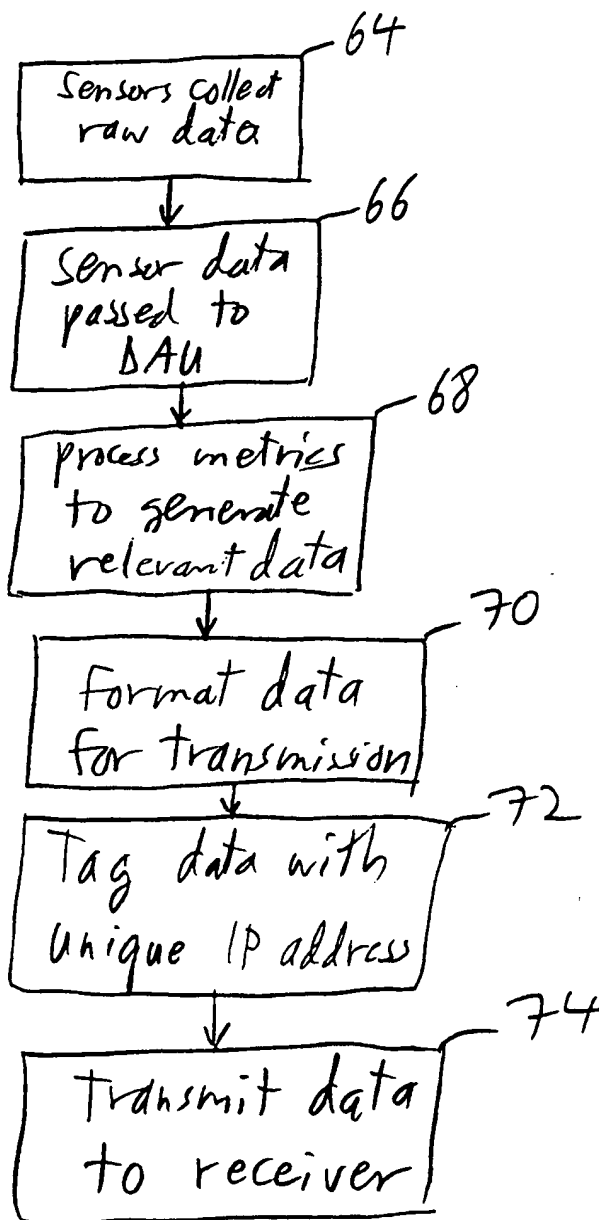 64
Sensors collect
raw data
66
Sensor data
passed to
DAU
68
process metrics
to generate
relevant data
70
Format data
for transmission
72
Tag data with
unique IP address
74
Transmit data
to receiver